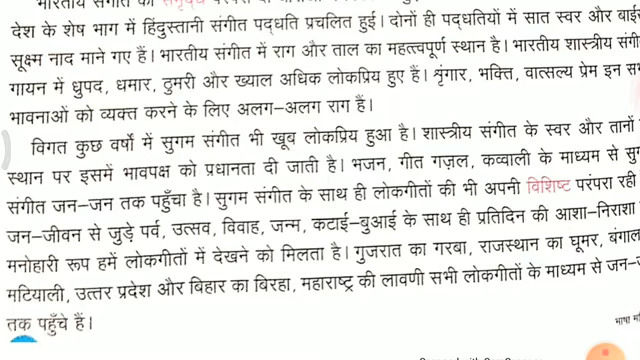 भारतीय संगीत की समृद्ध
देश के शेष भाग में हिंदुस्तानी संगीत पद्धति प्रचलित हुई। दोनों ही पद्धतियों में सात स्वर और
सूक्ष्म नाद माने गए हैं। भारतीय संगीत में राग और ताल का महत्त्वपूर्ण स्थान है। भारतीय शास्त्रीय
गायन में ध्रुपद, धमार, ठुमरी और ख्याल अधिक लोकप्रिय हुए हैं। शृंगार, भक्ति, वात्सल्य प्रेम इन
भावनाओं को व्यक्त करने के लिए अलग-अलग राग हैं।
विगत कुछ वर्षों में सुगम संगीत भी खूब लोकप्रिय हुआ है। शास्त्रीय संगीत के स्वर और तानों
स्थान पर इसमें भावपक्ष को प्रधानता दी जाती है। भजन, गीत गज़ल, कव्वाली के माध्यम से
संगीत जन-जन तक पहुँचा है। सुगम संगीत के साथ ही लोकगीतों की भी अपनी विशिष्ट परंपरा रही
जन-जीवन से जुड़े पर्व, उत्सव, विवाह, जन्म, कटाई-बुआई के साथ ही प्रतिदिन की आशा-निराशा
मनोहारी रूप हमें लोकगीतों में देखने को मिलता है। गुजरात का गरबा, राजस्थान का घूमर, बंगाल
मटियाली, उत्तर प्रदेश और बिहार का बिरहा, महाराष्ट्र की लावणी सभी लोकगीतों के माध्यम से
तक पहुँचे हैं।
भाषा